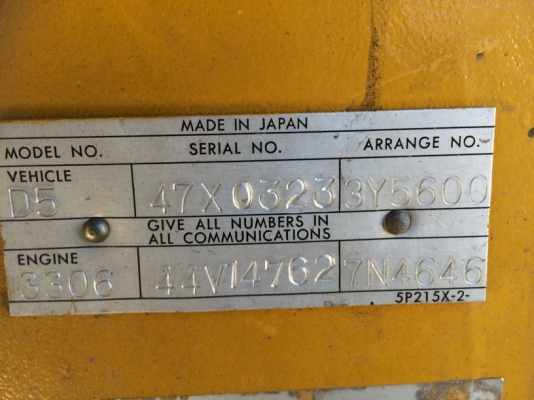 MADE IN JAPAN
MODEL NO. SERIAL NO. ARRANGE NO.
VEHICLE
D5 47X0323 3Y5600
GIVE ALL NUMBERS IN
ALL COMMUNICATIONS
ENGINE
3306 44V14762 7N4646
5P215X-2-